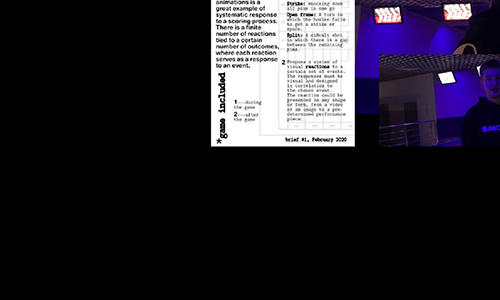 animations is a
great example of
systematic response
to a scoring process.
There is a finite
number of reactions
tied to a certain
number of outcomes,
where each reaction
serves as a response
to an event.
*game included
1——during
the game
2——after
the game
Strike: knocking down
all pins in one go
Open frame: A turn in
which the bowler fails
to get a strike or
spare.
Split: A difficult shot
in which there is a gap
between the remaining
pins.
2 Propose a system of
visual reactions to a
certain set of events.
The responses must be
visual and designed
in correlation to
the chosen event.
The reaction could be
presented in any shape
or form, from a video
or an image to a pre-
determined performance
piece.
brief #1, February 2020